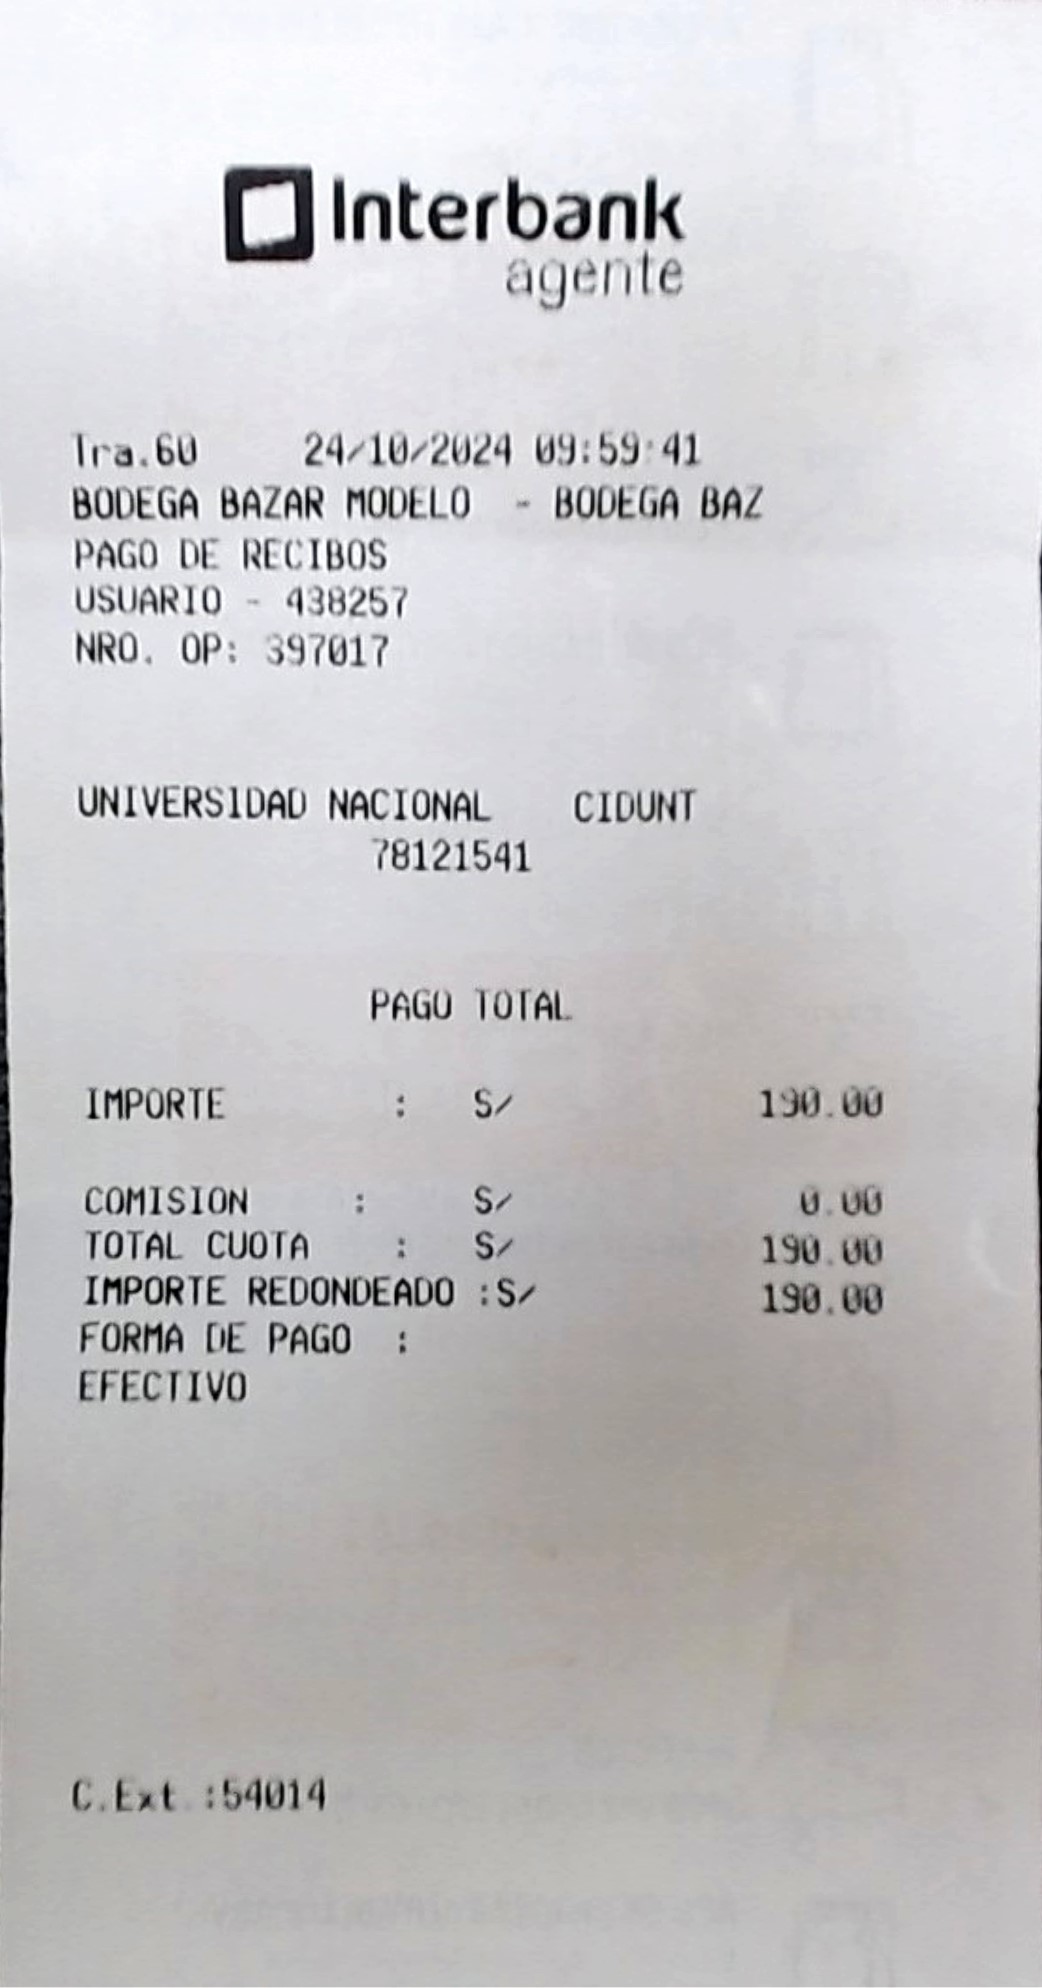 Interbank
agente
Tra.60 24/10/2024 09:59:41
BODEGA BAZAR MODELO - BODEGA BAZ
PAGO DE RECIBOS
USUARIO - 438257
NRO. OP: 397017
UNIVERSIDAD NACIONAL CIDUNT
78121541
PAGO TOTAL
IMPORTE : S/ 190.00
COMISION : S/ 0.00
TOTAL CUOTA : S/ 190.00
IMPORTE REDONDEADO :S/ 190.00
FORMA DE PAGO :
EFECTIVO
C.Ext.:54014